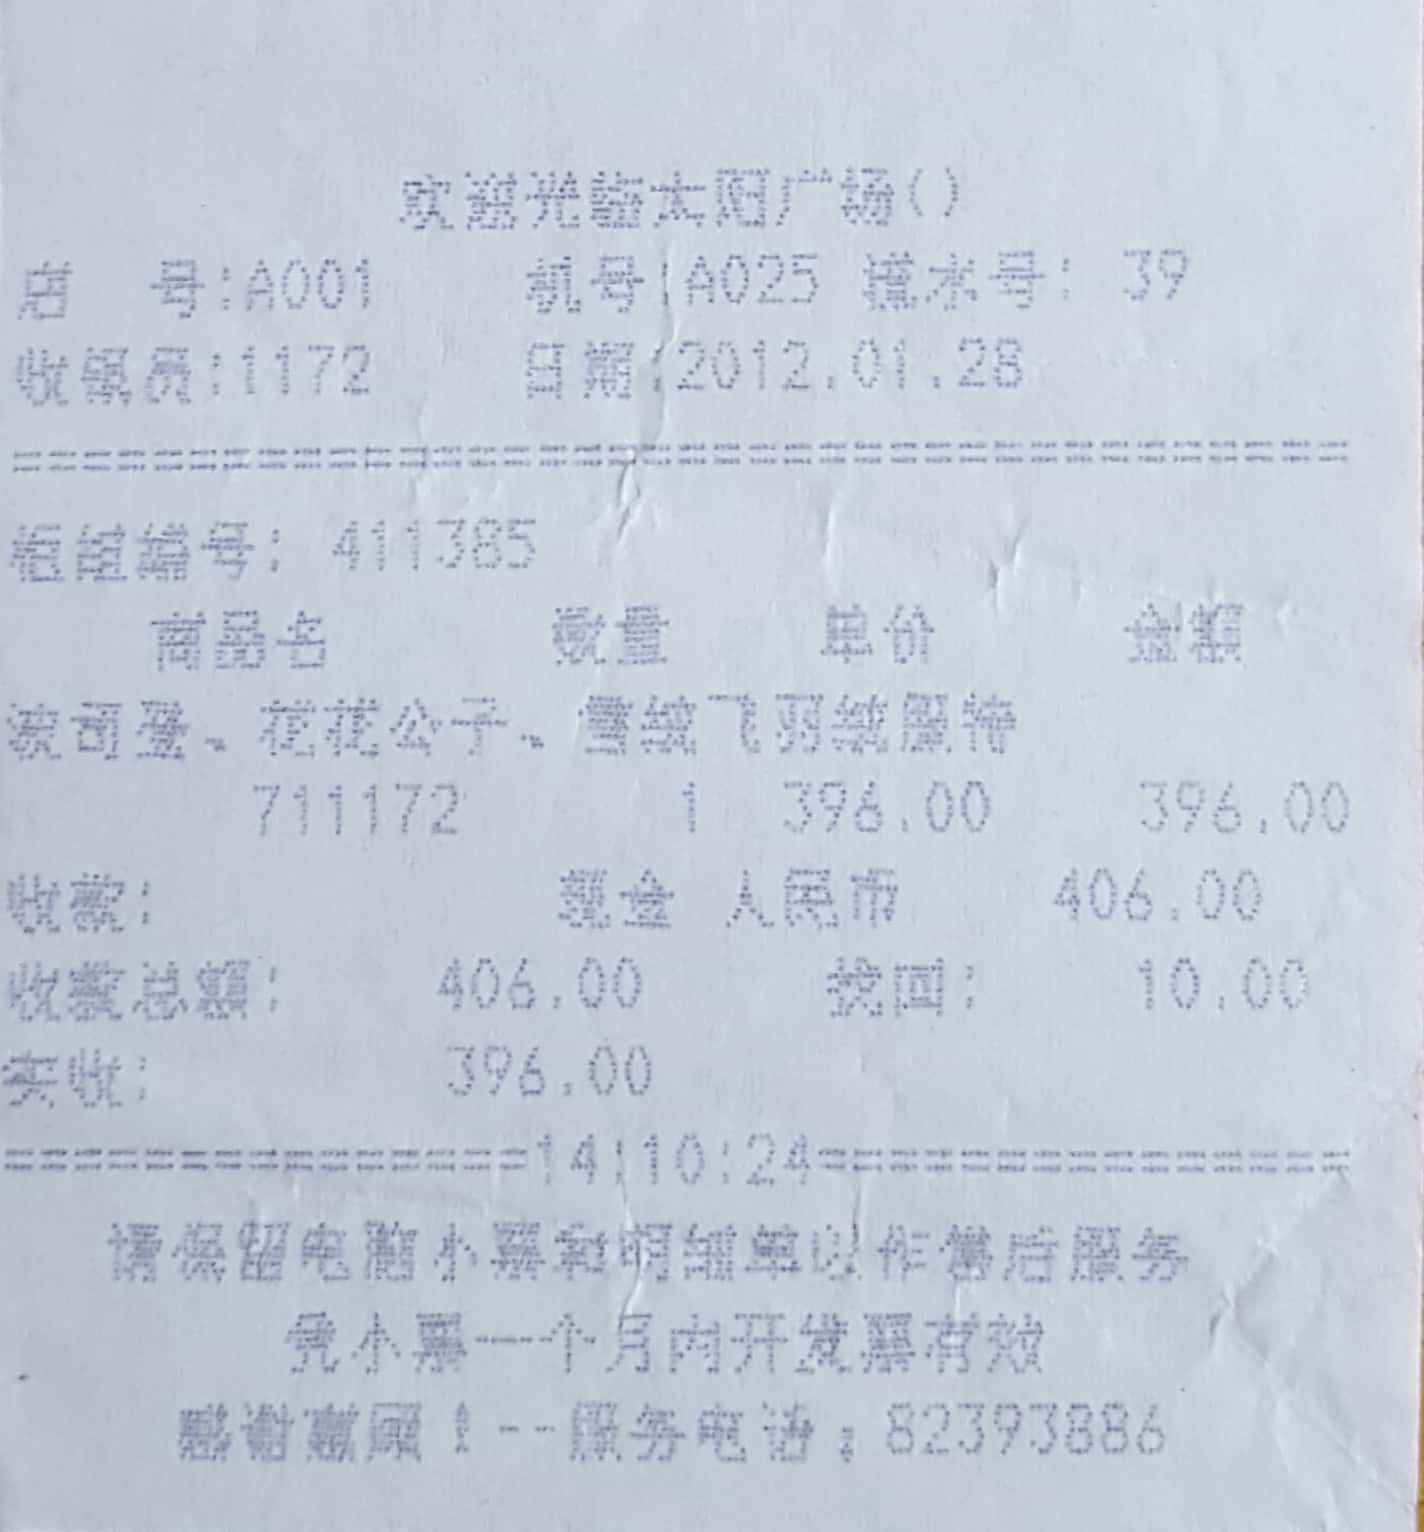 欢迎光临太阳广场()
店 号:A001 机号:A025 流水号: 39
收银员:1172 日期:2012.01.28
================================
柜组编号: 411385
商品名 数量 单价 金额
波司登、花花公子、雪绒飞羽绒服特
711172 1 396.00 396.00
收款: 现金 人民币 406.00
收款总额: 406.00 找回: 10.00
实收: 396.00
=============14:10:24=============
请保留电脑小票和明细单以作售后服务
凭小票一个月内开发票有效
感谢惠顾！--服务电话：82393886